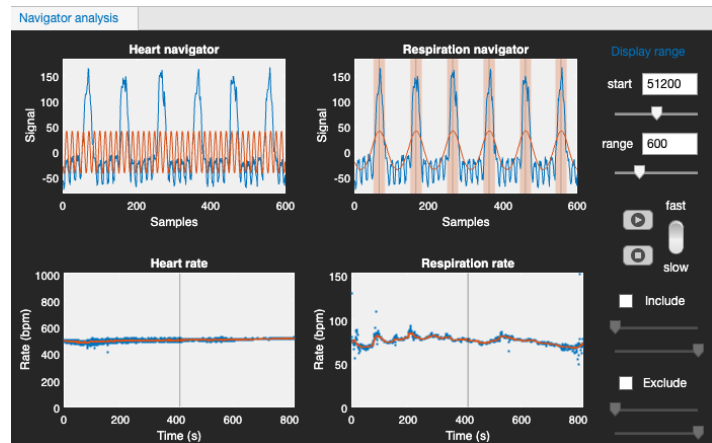 Navigator analysis
Heart navigator
Signal
150
100
50
0
-50
0 200 400 600
Samples
Respiration navigator
Signal
150
100
50
0
-50
0 200 400 600
Samples
Display range
start 51200
range 600
fast
slow
Heart rate
Rate (bpm)
1000
800
600
400
200
0
0 200 400 600 800
Time (s)
Respiration rate
Rate (bpm)
150
100
50
0
0 200 400 600 800
Time (s)
Include
Exclude